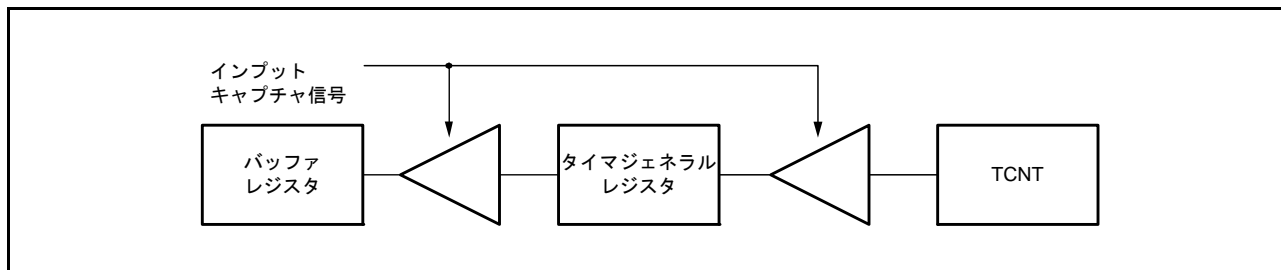 インプット
キャプチャ信号
バッファ
レジスタ
タイマジェネラル
レジスタ
TCNT